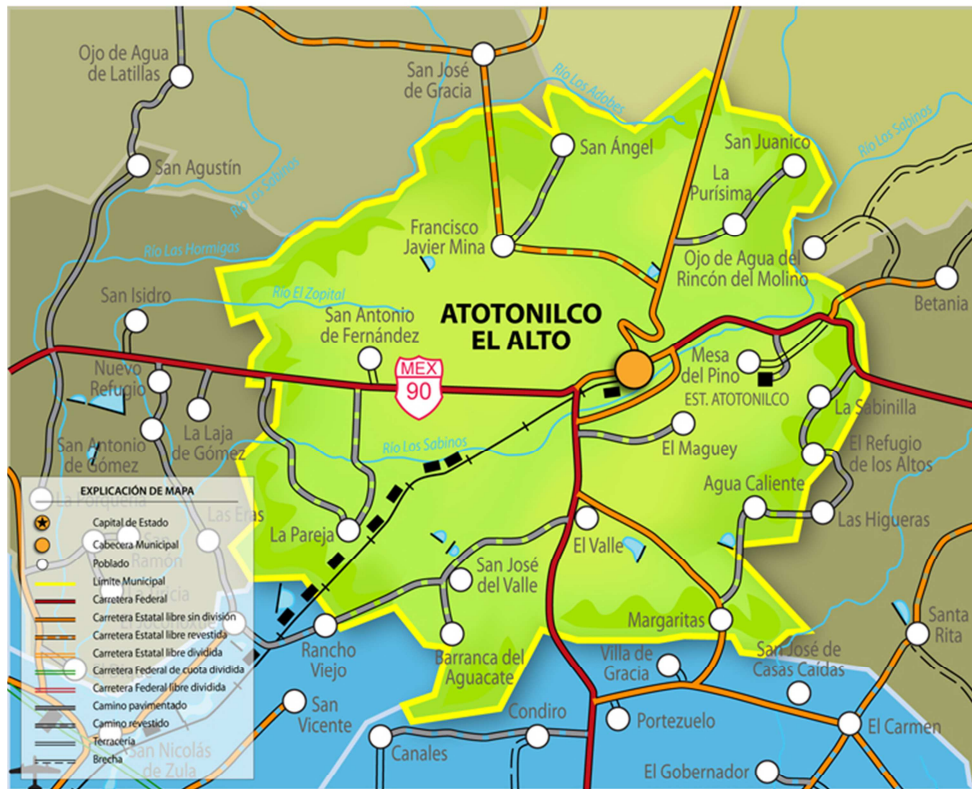 Ojo de Agua
de Latillas
San José
de Gracia
Río Los Adobes
Río Los Sabinos
San Agustín
San Ángel
San Juanico
La
Purísima
Río Los Sabinos
Río Las Hormigas
Francisco
Javier Mina
Ojo de Agua del
Rincón del Molino
Betania
San Isidro
Río El Zopital
San Antonio
de Fernández
ATOTONILCO
EL ALTO
MEX
90
Nuevo
Refugio
Mesa
del Pino
EST. ATOTONILCO
La Sabinilla
La Laja
de Gómez
San Antonio
de Gómez
Río Los Sabinos
El Maguey
El Refugio
de los Altos
Agua Caliente
Las Higueras
La Porqueña
Las Eras
La Pareja
El Valle
San José
del Valle
San
Ramón
Margaritas
Santa
Rita
Rancho
Viejo
Barranca del
Aguacate
Villa de
Gracia
San José de
Casas Caídas
San
Vicente
Condiro
Portezuelo
El Carmen
Canales
El Gobernador
San Nicolás
de Zula
EXPLICACIÓN DE MAPA
Capital de Estado
Cabecera Municipal
Poblado
Límite Municipal
Carretera Federal
Carretera Estatal libre sin división
Carretera Estatal libre revestida
Carretera Estatal libre dividida
Carretera Federal de cuota dividida
Carretera Federal libre dividida
Camino pavimentado
Camino revestido
Terracería
Brecha